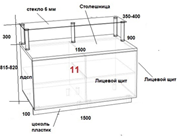 стекло 6 мм
Столешница
350-400
300
900
1500
815-820
лдсп
11
Лицевой щит
Лицевой щит
100
цоколь
пластик
1500